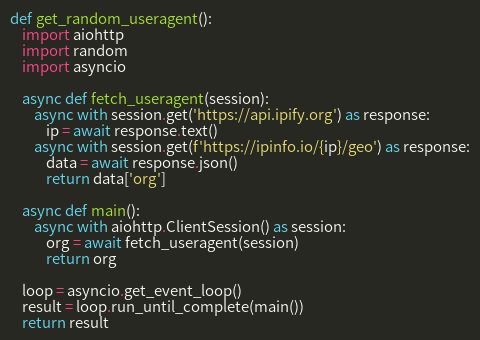 def get_random_useragent():
    import aiohttp
    import random
    import asyncio

    async def fetch_useragent(session):
        async with session.get('https://api.ipify.org') as response:
            ip = await response.text()
        async with session.get(f'https://ipinfo.io/{ip}/geo') as response:
            data = await response.json()
            return data['org']

    async def main():
        async with aiohttp.ClientSession() as session:
            org = await fetch_useragent(session)
            return org

    loop = asyncio.get_event_loop()
    result = loop.run_until_complete(main())
    return result